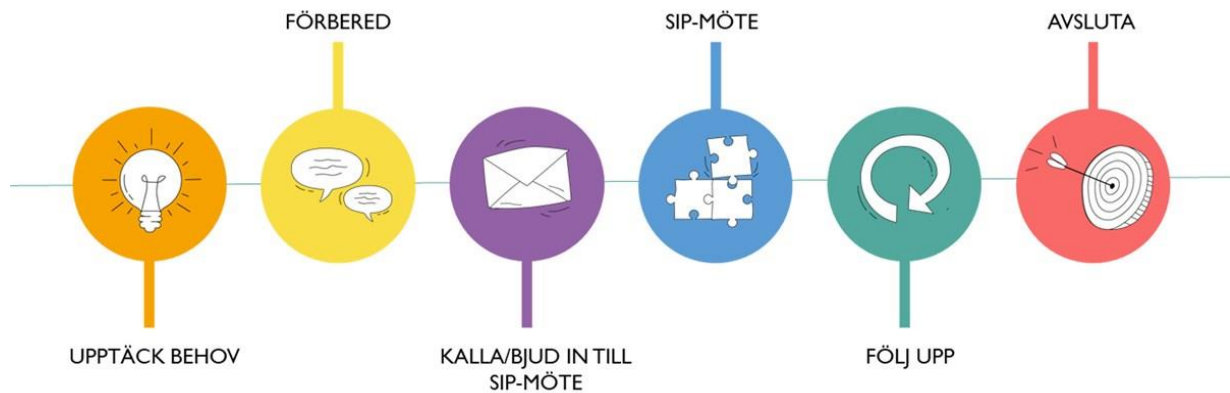 UPPTÄCK BEHOV
FÖRBERED
KALLA/BJUD IN TILL
SIP-MÖTE
SIP-MÖTE
FÖLJ UPP
AVSLUTA